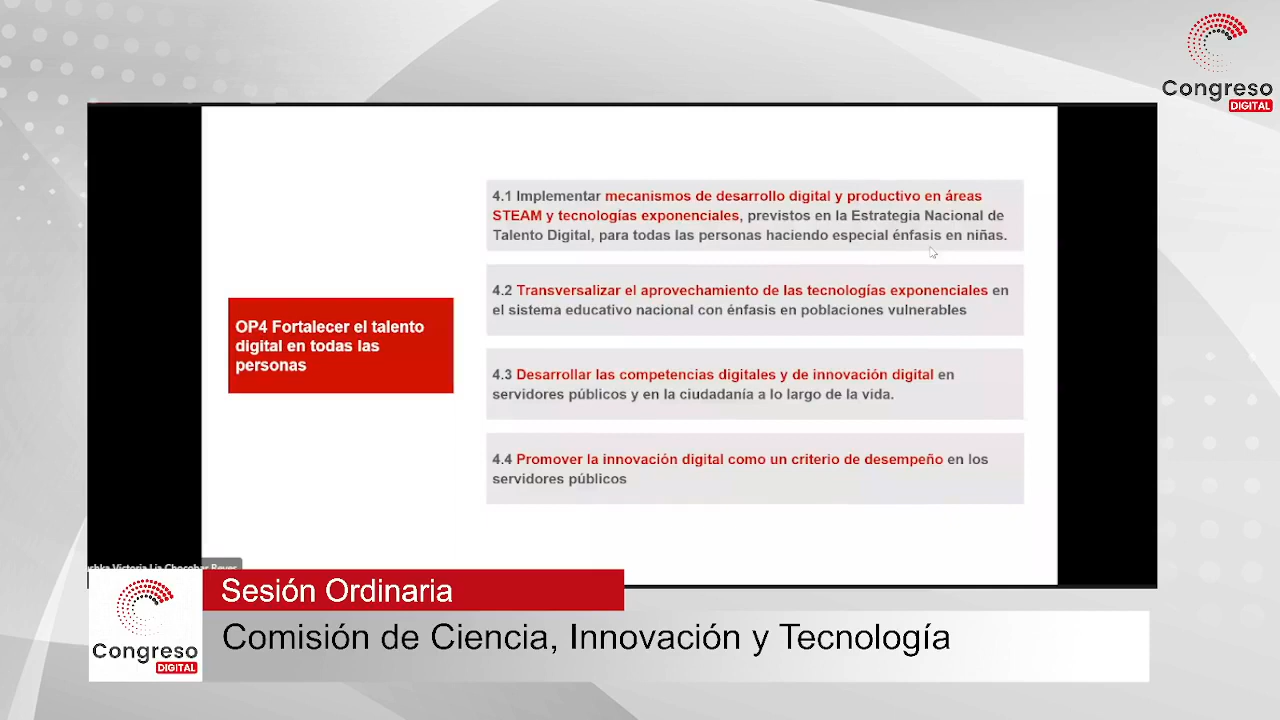 Congreso
DIGITAL
4.1 Implementar mecanismos de desarrollo digital y productivo en áreas
STEAM y tecnologías exponenciales, previstos en la Estrategia Nacional de
Talento Digital, para todas las personas haciendo especial énfasis en niñas.
4.2 Transversalizar el aprovechamiento de las tecnologías exponenciales en
el sistema educativo nacional con énfasis en poblaciones vulnerables
OP4 Fortalecer el talento
digital en todas las
personas
4.3 Desarrollar las competencias digitales y de innovación digital en
servidores públicos y en la ciudadanía a lo largo de la vida.
4.4 Promover la innovación digital como un criterio de desempeño en los
servidores públicos
Victoria Lia Chocobar Reyes
Sesión Ordinaria
Congreso
DIGITAL
Comisión de Ciencia, Innovación y Tecnología